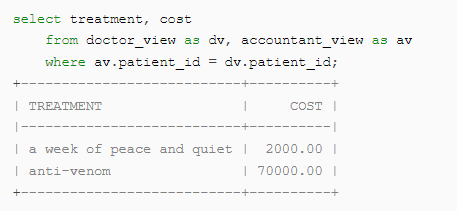 select treatment, cost
    from doctor_view as dv, accountant_view as av
    where av.patient_id = dv.patient_id;
+---------------------------+----------+
| TREATMENT                 |     COST |
|---------------------------+----------|
| a week of peace and quiet |  2000.00 |
| anti-venom                | 70000.00 |
+---------------------------+----------+